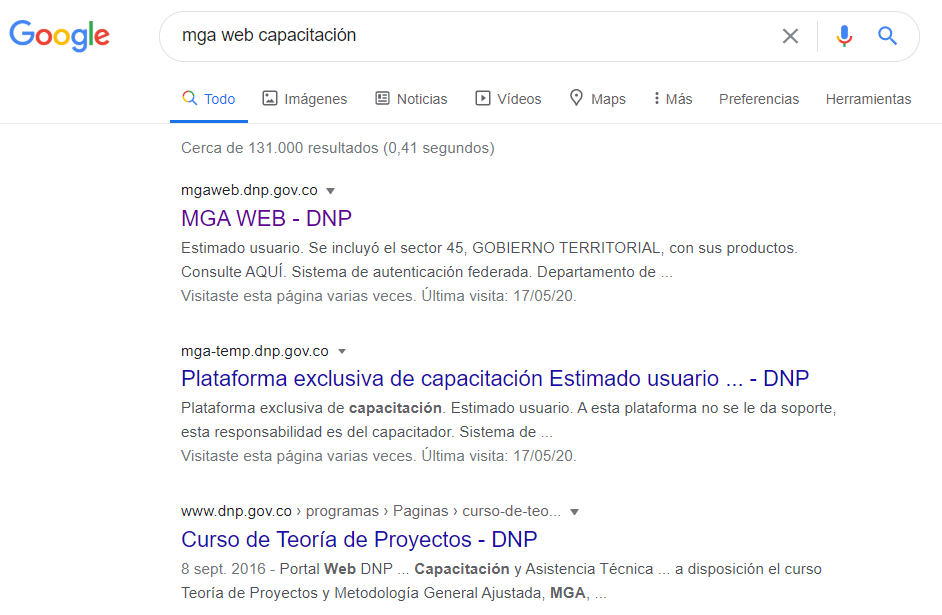 Google
mga web capacitación
Todo Imágenes Noticias Vídeos Maps Más Preferencias Herramientas
Cerca de 131.000 resultados (0,41 segundos)
mgaweb.dnp.gov.co
MGA WEB - DNP
Estimado usuario. Se incluyó el sector 45, GOBIERNO TERRITORIAL, con sus productos.
Consulte AQUÍ. Sistema de autenticación federada. Departamento de ...
Visitaste esta página varias veces. Última visita: 17/05/20.
mga-temp.dnp.gov.co
Plataforma exclusiva de capacitación Estimado usuario ... - DNP
Plataforma exclusiva de capacitación. Estimado usuario. A esta plataforma no se le da soporte,
esta responsabilidad es del capacitador. Sistema de ...
Visitaste esta página varias veces. Última visita: 17/05/20.
www.dnp.gov.co › programas › Paginas › curso-de-teo...
Curso de Teoría de Proyectos - DNP
8 sept. 2016 - Portal Web DNP ... Capacitación y Asistencia Técnica ... a disposición el curso
Teoría de Proyectos y Metodología General Ajustada, MGA, ...